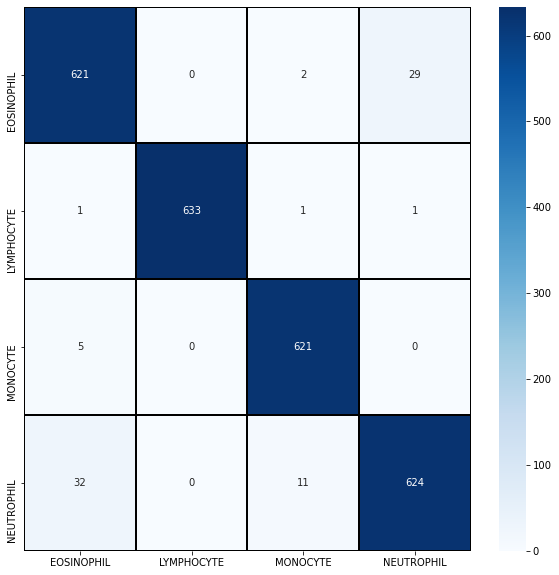 EOSINOPHIL 621 0 2 29
LYMPHOCYTE 1 633 1 1
MONOCYTE 5 0 621 0
NEUTROPHIL 32 0 11 624
EOSINOPHIL LYMPHOCYTE MONOCYTE NEUTROPHIL
600
500
400
300
200
100
0